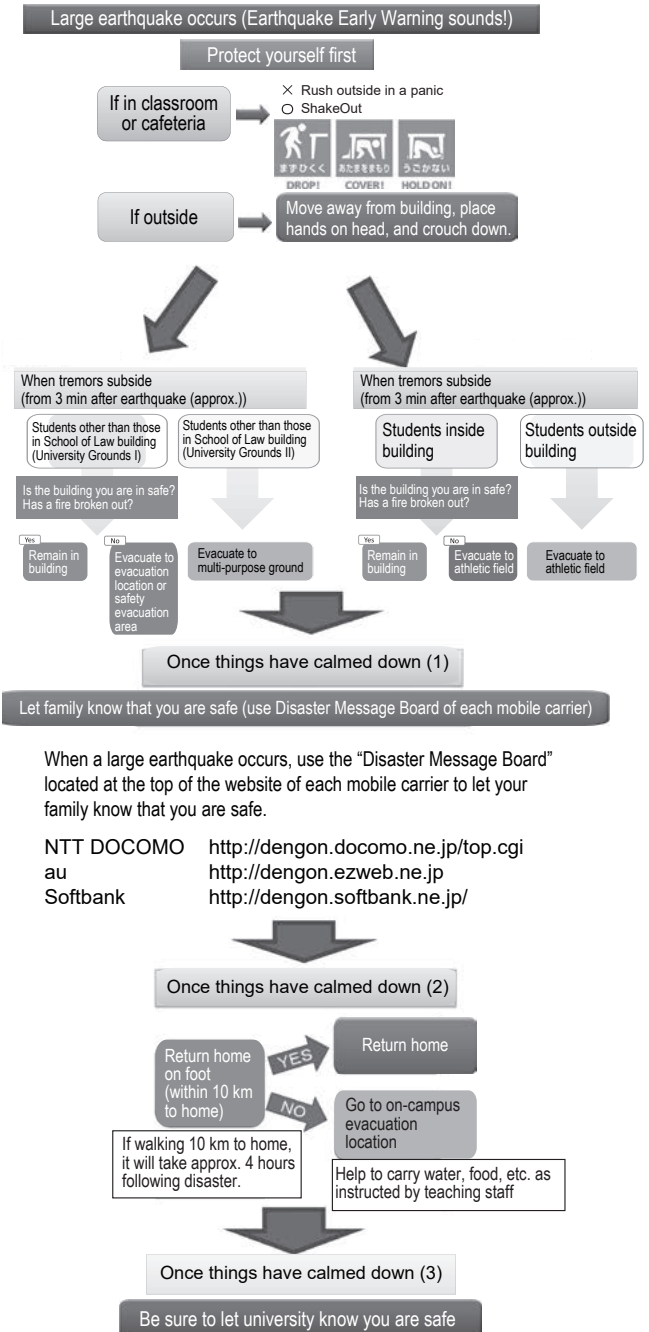 Large earthquake occurs (Earthquake Early Warning sounds!)
Protect yourself first
If in classroom
or cafeteria
× Rush outside in a panic
○ ShakeOut
まずひくく
あたまをまもり
うごかない
DROP!
COVER!
HOLD ON!
If outside
Move away from building, place
hands on head, and crouch down.
When tremors subside
(from 3 min after earthquake (approx.))
Students other than those
in School of Law building
(University Grounds I)
Students other than those
in School of Law building
(University Grounds II)
Is the building you are in safe?
Has a fire broken out?
Yes
Remain in
building
No
Evacuate to
evacuation
location or
safety
evacuation
area
Evacuate to
multi-purpose ground
When tremors subside
(from 3 min after earthquake (approx.))
Students inside
building
Students outside
building
Is the building you are in safe?
Has a fire broken out?
Yes
Remain in
building
No
Evacuate to
athletic field
Evacuate to
athletic field
Once things have calmed down (1)
Let family know that you are safe (use Disaster Message Board of each mobile carrier)
When a large earthquake occurs, use the “Disaster Message Board”
located at the top of the website of each mobile carrier to let your
family know that you are safe.
NTT DOCOMO http://dengon.docomo.ne.jp/top.cgi
au http://dengon.ezweb.ne.jp
Softbank http://dengon.softbank.ne.jp/
Once things have calmed down (2)
Return home
on foot
(within 10 km
to home)
YES
Return home
NO
Go to on-campus
evacuation
location
If walking 10 km to home,
it will take approx. 4 hours
following disaster.
Help to carry water, food, etc. as
instructed by teaching staff
Once things have calmed down (3)
Be sure to let university know you are safe